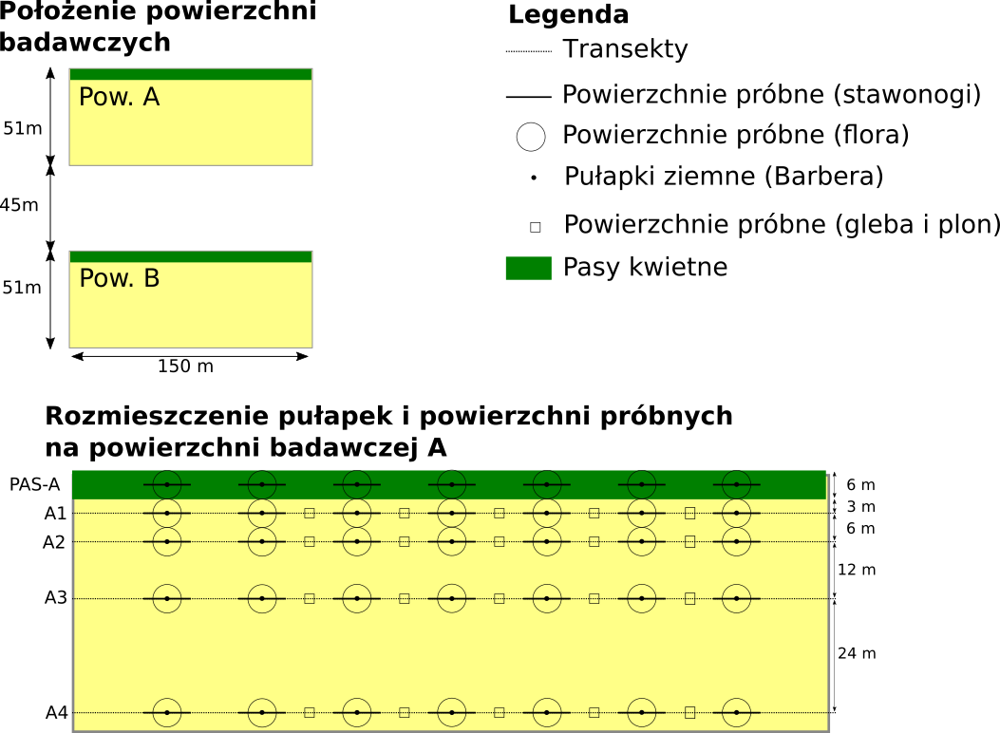 Położenie powierzchni
badawczych
Pow. A
51m
45m
Pow. B
51m
150 m
Legenda
Transekty
Powierzchnie próbne (stawonogi)
Powierzchnie próbne (flora)
Pułapki ziemne (Barbera)
Powierzchnie próbne (gleba i plon)
Pasy kwietne
Rozmieszczenie pułapek i powierzchni próbnych
na powierzchni badawczej A
PAS-A
6 m
3 m
A1
6 m
A2
12 m
A3
24 m
A4